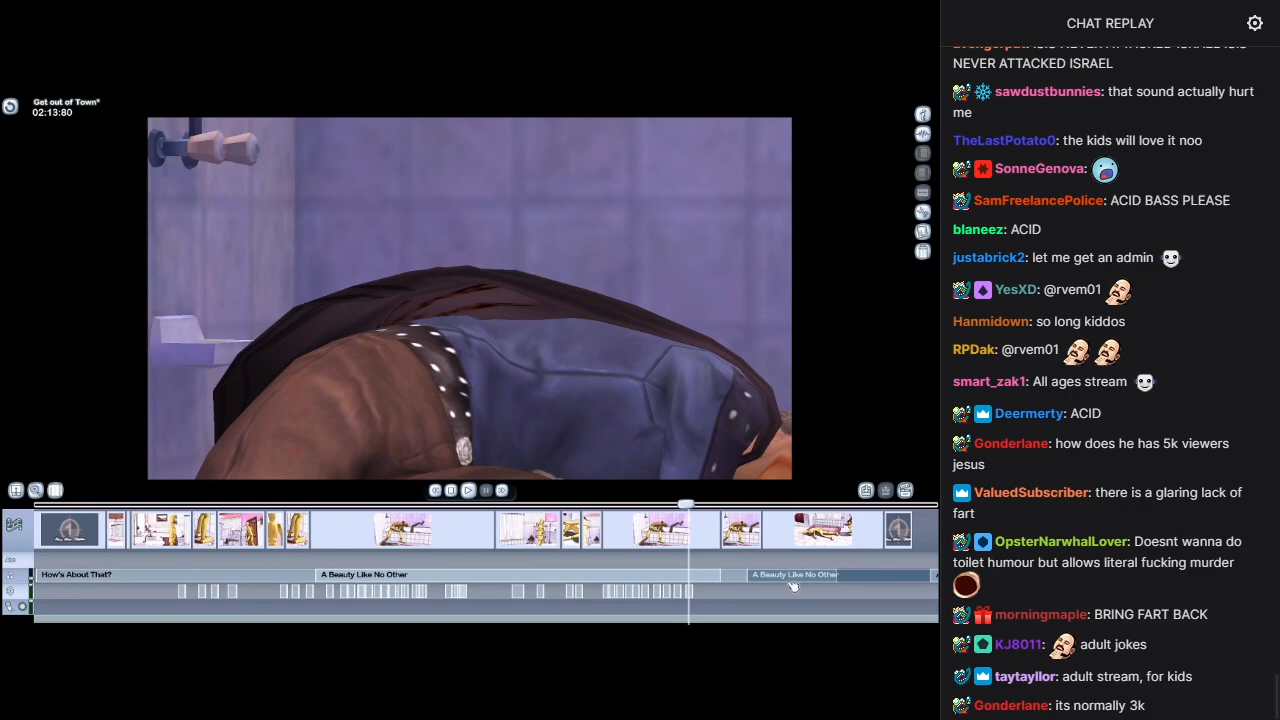 CHAT REPLAY
Get out of Town*
02:13:80
NEVER ATTACKED ISRAEL
sawdustbunnies: that sound actually hurt
me
TheLastPotato0: the kids will love it noo
SonneGenova:
SamFreelancePolice: ACID BASS PLEASE
blaneez: ACID
justabrick2: let me get an admin
YesXD: @rvem01
Hanmidown: so long kiddos
RPDak: @rvem01
smart_zak1: All ages stream
Deermerty: ACID
Gonderlane: how does he has 5k viewers
jesus
ValuedSubscriber: there is a glaring lack of
fart
OpsterNarwhalLover: Doesnt wanna do
toilet humour but allows literal fucking murder
morningmaple: BRING FART BACK
KJ8011: adult jokes
taytayllor: adult stream, for kids
Gonderlane: its normally 3k
How's About That?
A Beauty Like No Other
A Beauty Like No Other